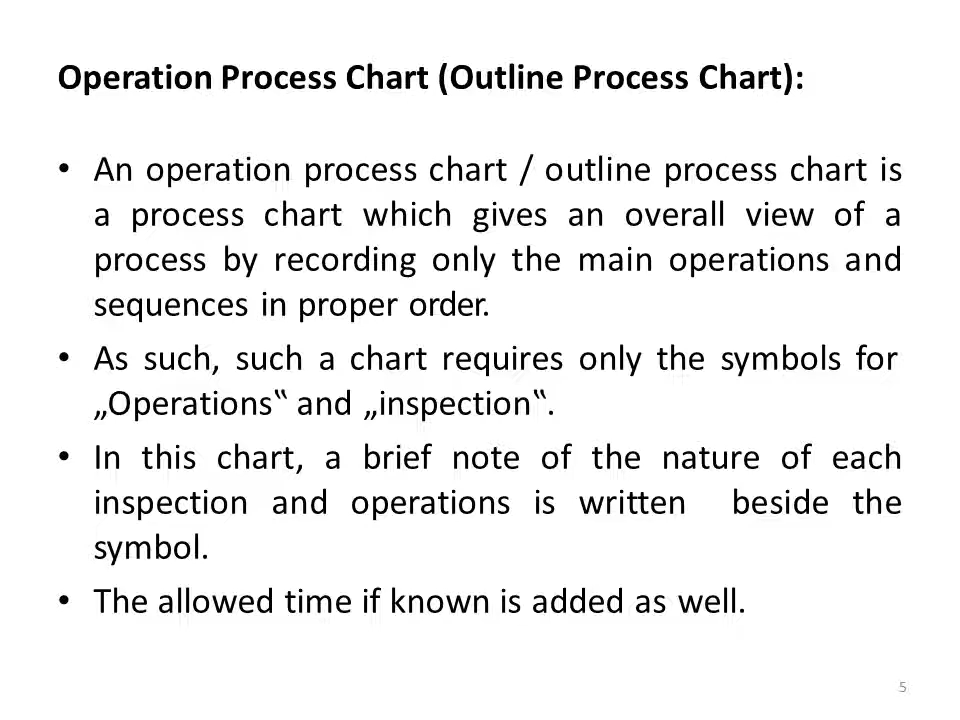 Operation Process Chart (Outline Process Chart):
• An operation process chart / outline process chart is
a process chart which gives an overall view of a
process by recording only the main operations and
sequences in proper order.
• As such, such a chart requires only the symbols for
„Operations‟ and „inspection‟.
• In this chart, a brief note of the nature of each
inspection and operations is written beside the
symbol.
• The allowed time if known is added as well.
5